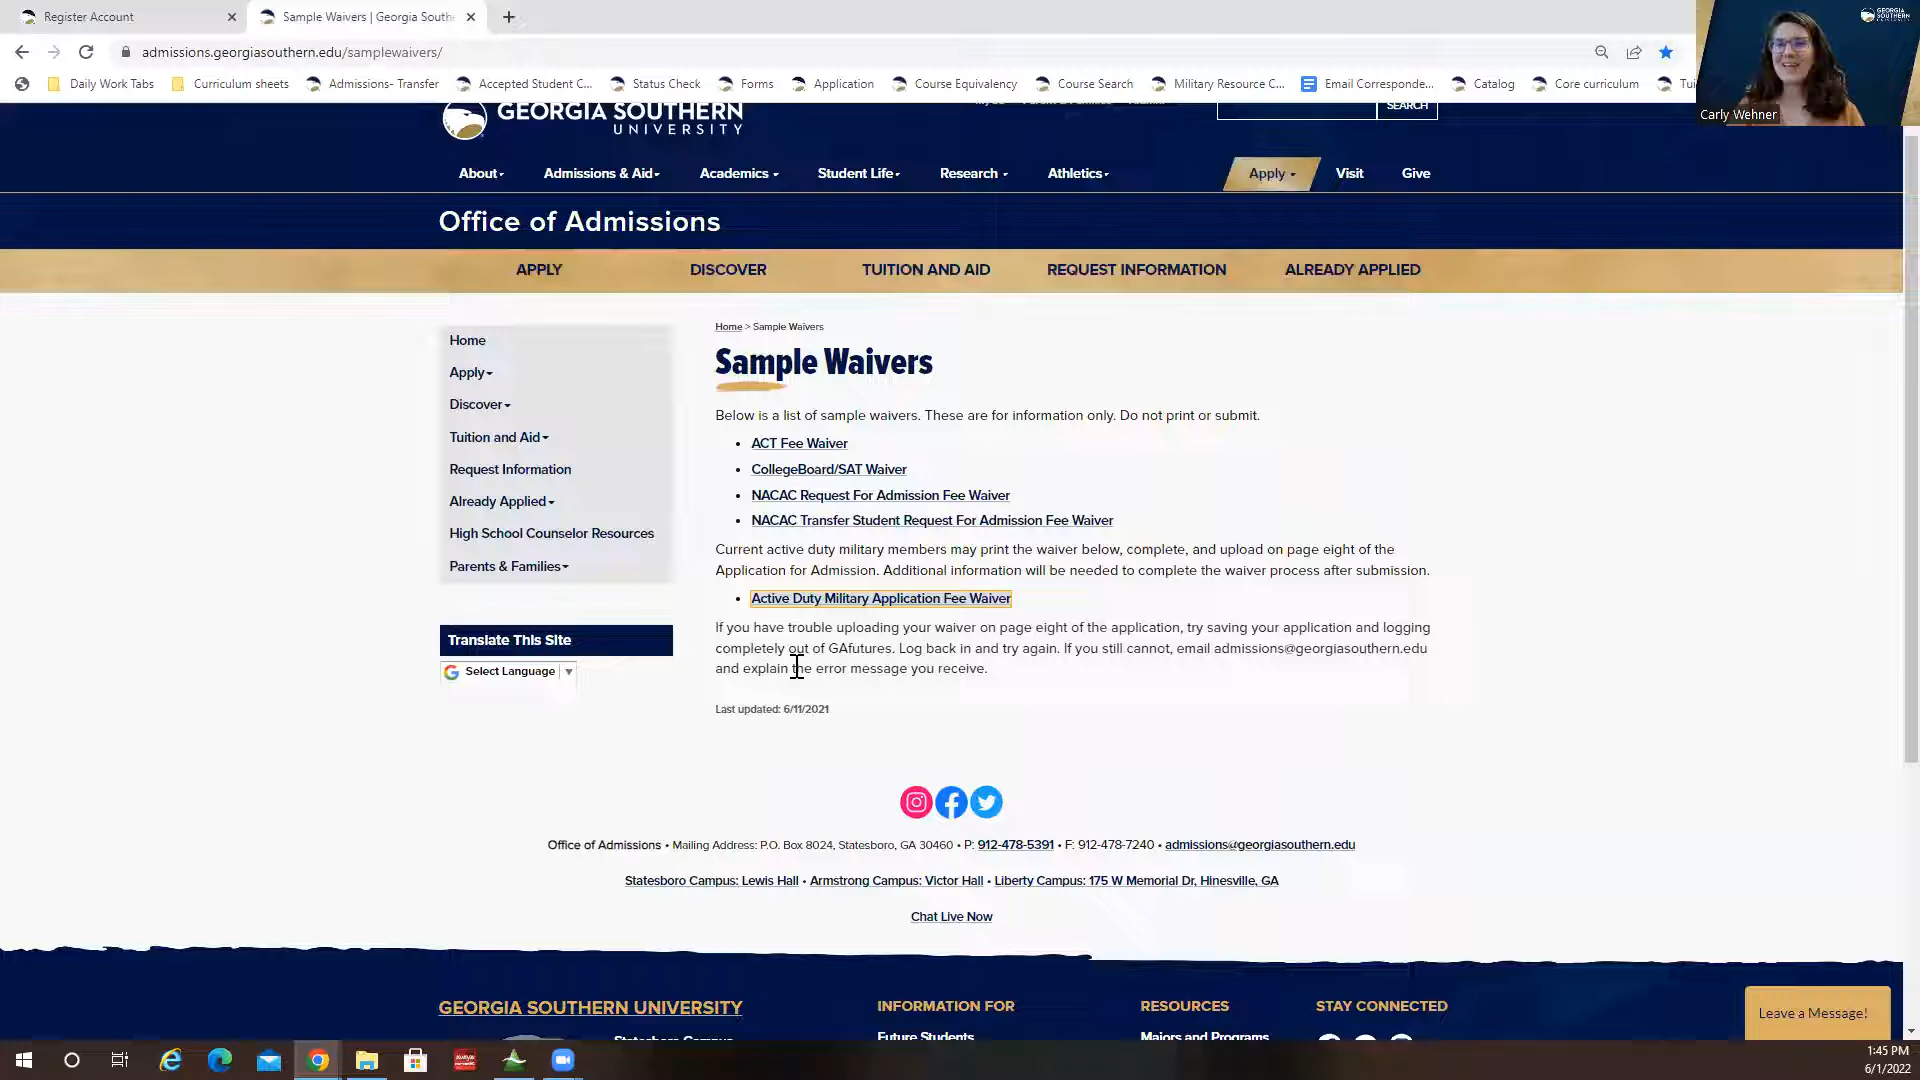 Register Account
Sample Waivers | Georgia Southe
admissions.georgiasouthern.edu/samplewaivers/
Daily Work Tabs
Curriculum sheets
Admissions- Transfer
Accepted Student C...
Status Check
Forms
Application
Course Equivalency
Course Search
Military Resource C...
Email Corresponde...
Catalog
Core curriculum
Tui
GEORGIA SOUTHERN
Carly Wehner
GEORGIA SOUTHERN
UNIVERSITY
SEARCH
About
Admissions & Aid
Academics
Student Life
Research
Athletics
Apply
Visit
Give
Office of Admissions
APPLY
DISCOVER
TUITION AND AID
REQUEST INFORMATION
ALREADY APPLIED
Home
Apply
Discover
Tuition and Aid
Request Information
Already Applied
High School Counselor Resources
Parents & Families
Translate This Site
Select Language
Home > Sample Waivers
Sample Waivers
Below is a list of sample waivers. These are for information only. Do not print or submit.
• ACT Fee Waiver
• CollegeBoard/SAT Waiver
• NACAC Request For Admission Fee Waiver
• NACAC Transfer Student Request For Admission Fee Waiver
Current active duty military members may print the waiver below, complete, and upload on page eight of the
Application for Admission. Additional information will be needed to complete the waiver process after submission.
• Active Duty Military Application Fee Waiver
If you have trouble uploading your waiver on page eight of the application, try saving your application and logging
completely out of GAfutures. Log back in and try again. If you still cannot, email admissions@georgiasouthern.edu
and explain the error message you receive.
Last updated: 6/11/2021
Office of Admissions • Mailing Address: P.O. Box 8024, Statesboro, GA 30460 • P: 912-478-5391 • F: 912-478-7240 • admissions@georgiasouthern.edu
Statesboro Campus: Lewis Hall • Armstrong Campus: Victor Hall • Liberty Campus: 175 W Memorial Dr, Hinesville, GA
Chat Live Now
GEORGIA SOUTHERN UNIVERSITY
Statesboro Campus
INFORMATION FOR
Future Students
RESOURCES
Majors and Programs
STAY CONNECTED
Leave a Message!
1:45 PM
6/1/2022